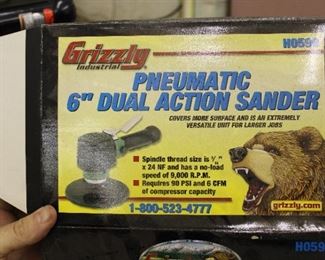 Grizzly
Industrial
H059
PNEUMATIC
6" DUAL ACTION SANDER
COVERS MORE SURFACE AND IS AN EXTREMELY
VERSATILE UNIT FOR LARGER JOBS
■ Spindle thread size is
x 24 NF and has a no-load
speed of 9,000 R.P.M.
■ Requires 90 PSI and 6 CFM
of compressor capacity
1-800-523-4777
grizzly.com
H059